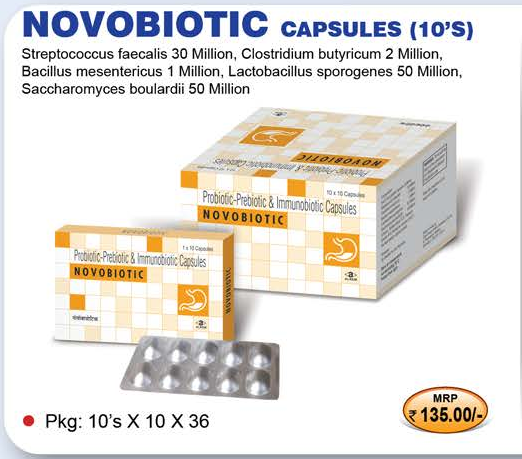 NOVOBIOTIC CAPSULES (10'S)
Streptococcus faecalis 30 Million, Clostridium butyricum 2 Million,
Bacillus mesentericus 1 Million, Lactobacillus sporogenes 50 Million,
Saccharomyces boulardii 50 Million
NOVOBIOTIC
10 x 10 Capsules
Probiotic-Prebiotic & Immunobiotic Capsules
NOVOBIOTIC
1 x 10 Capsules
Probiotic-Prebiotic & Immunobiotic Capsules
NOVOBIOTIC
NOVOBIOTIC
नोवोबायोटिक
Pkg: 10's X 10 X 36
MRP
₹ 135.00/-